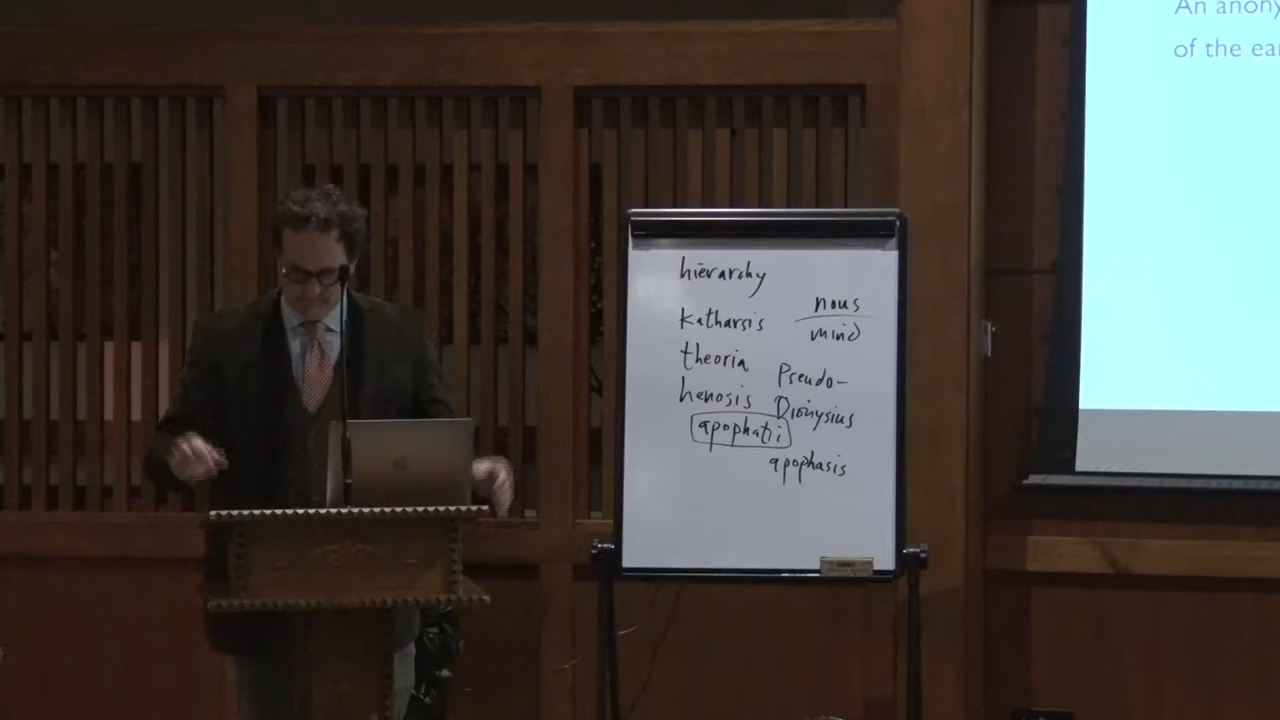 hierarchy
katharsis
theoria
henosis
apophati
nous
mind
Pseudo-
Dionysius
apophasis
An anony
of the ea